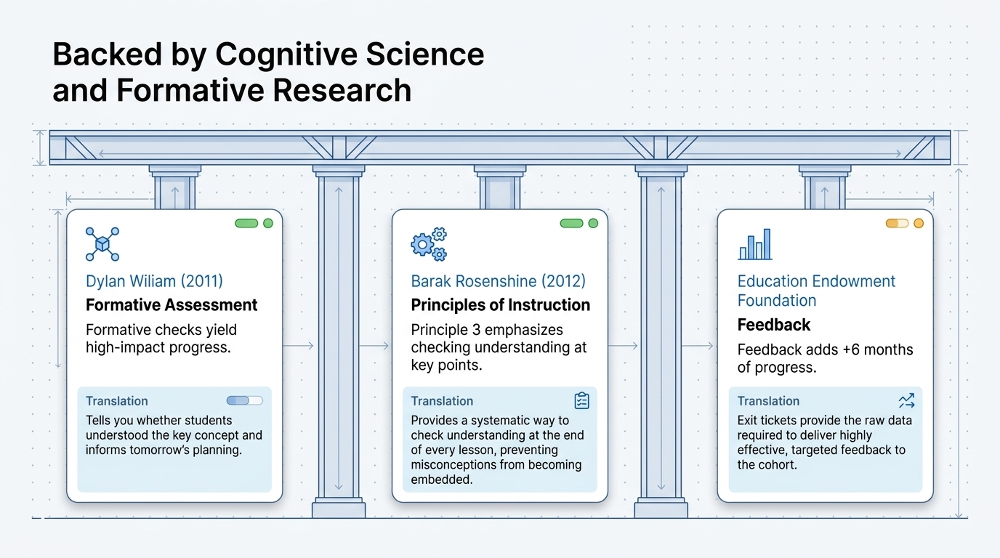 Backed by Cognitive Science
and Formative Research
Dylan Wiliam (2011)
Formative Assessment
Formative checks yield
high-impact progress.
Translation
Tells you whether students
understood the key concept and
informs tomorrow's planning.
Barak Rosenshine (2012)
Principles of Instruction
Principle 3 emphasizes
checking understanding at
key points.
Translation
Provides a systematic way to
check understanding at the end
of every lesson, preventing
misconceptions from becoming
embedded.
Education Endowment
Foundation
Feedback
Feedback adds +6 months
of progress.
Translation
Exit tickets provide the raw data
required to deliver highly
effective, targeted feedback to
the cohort.